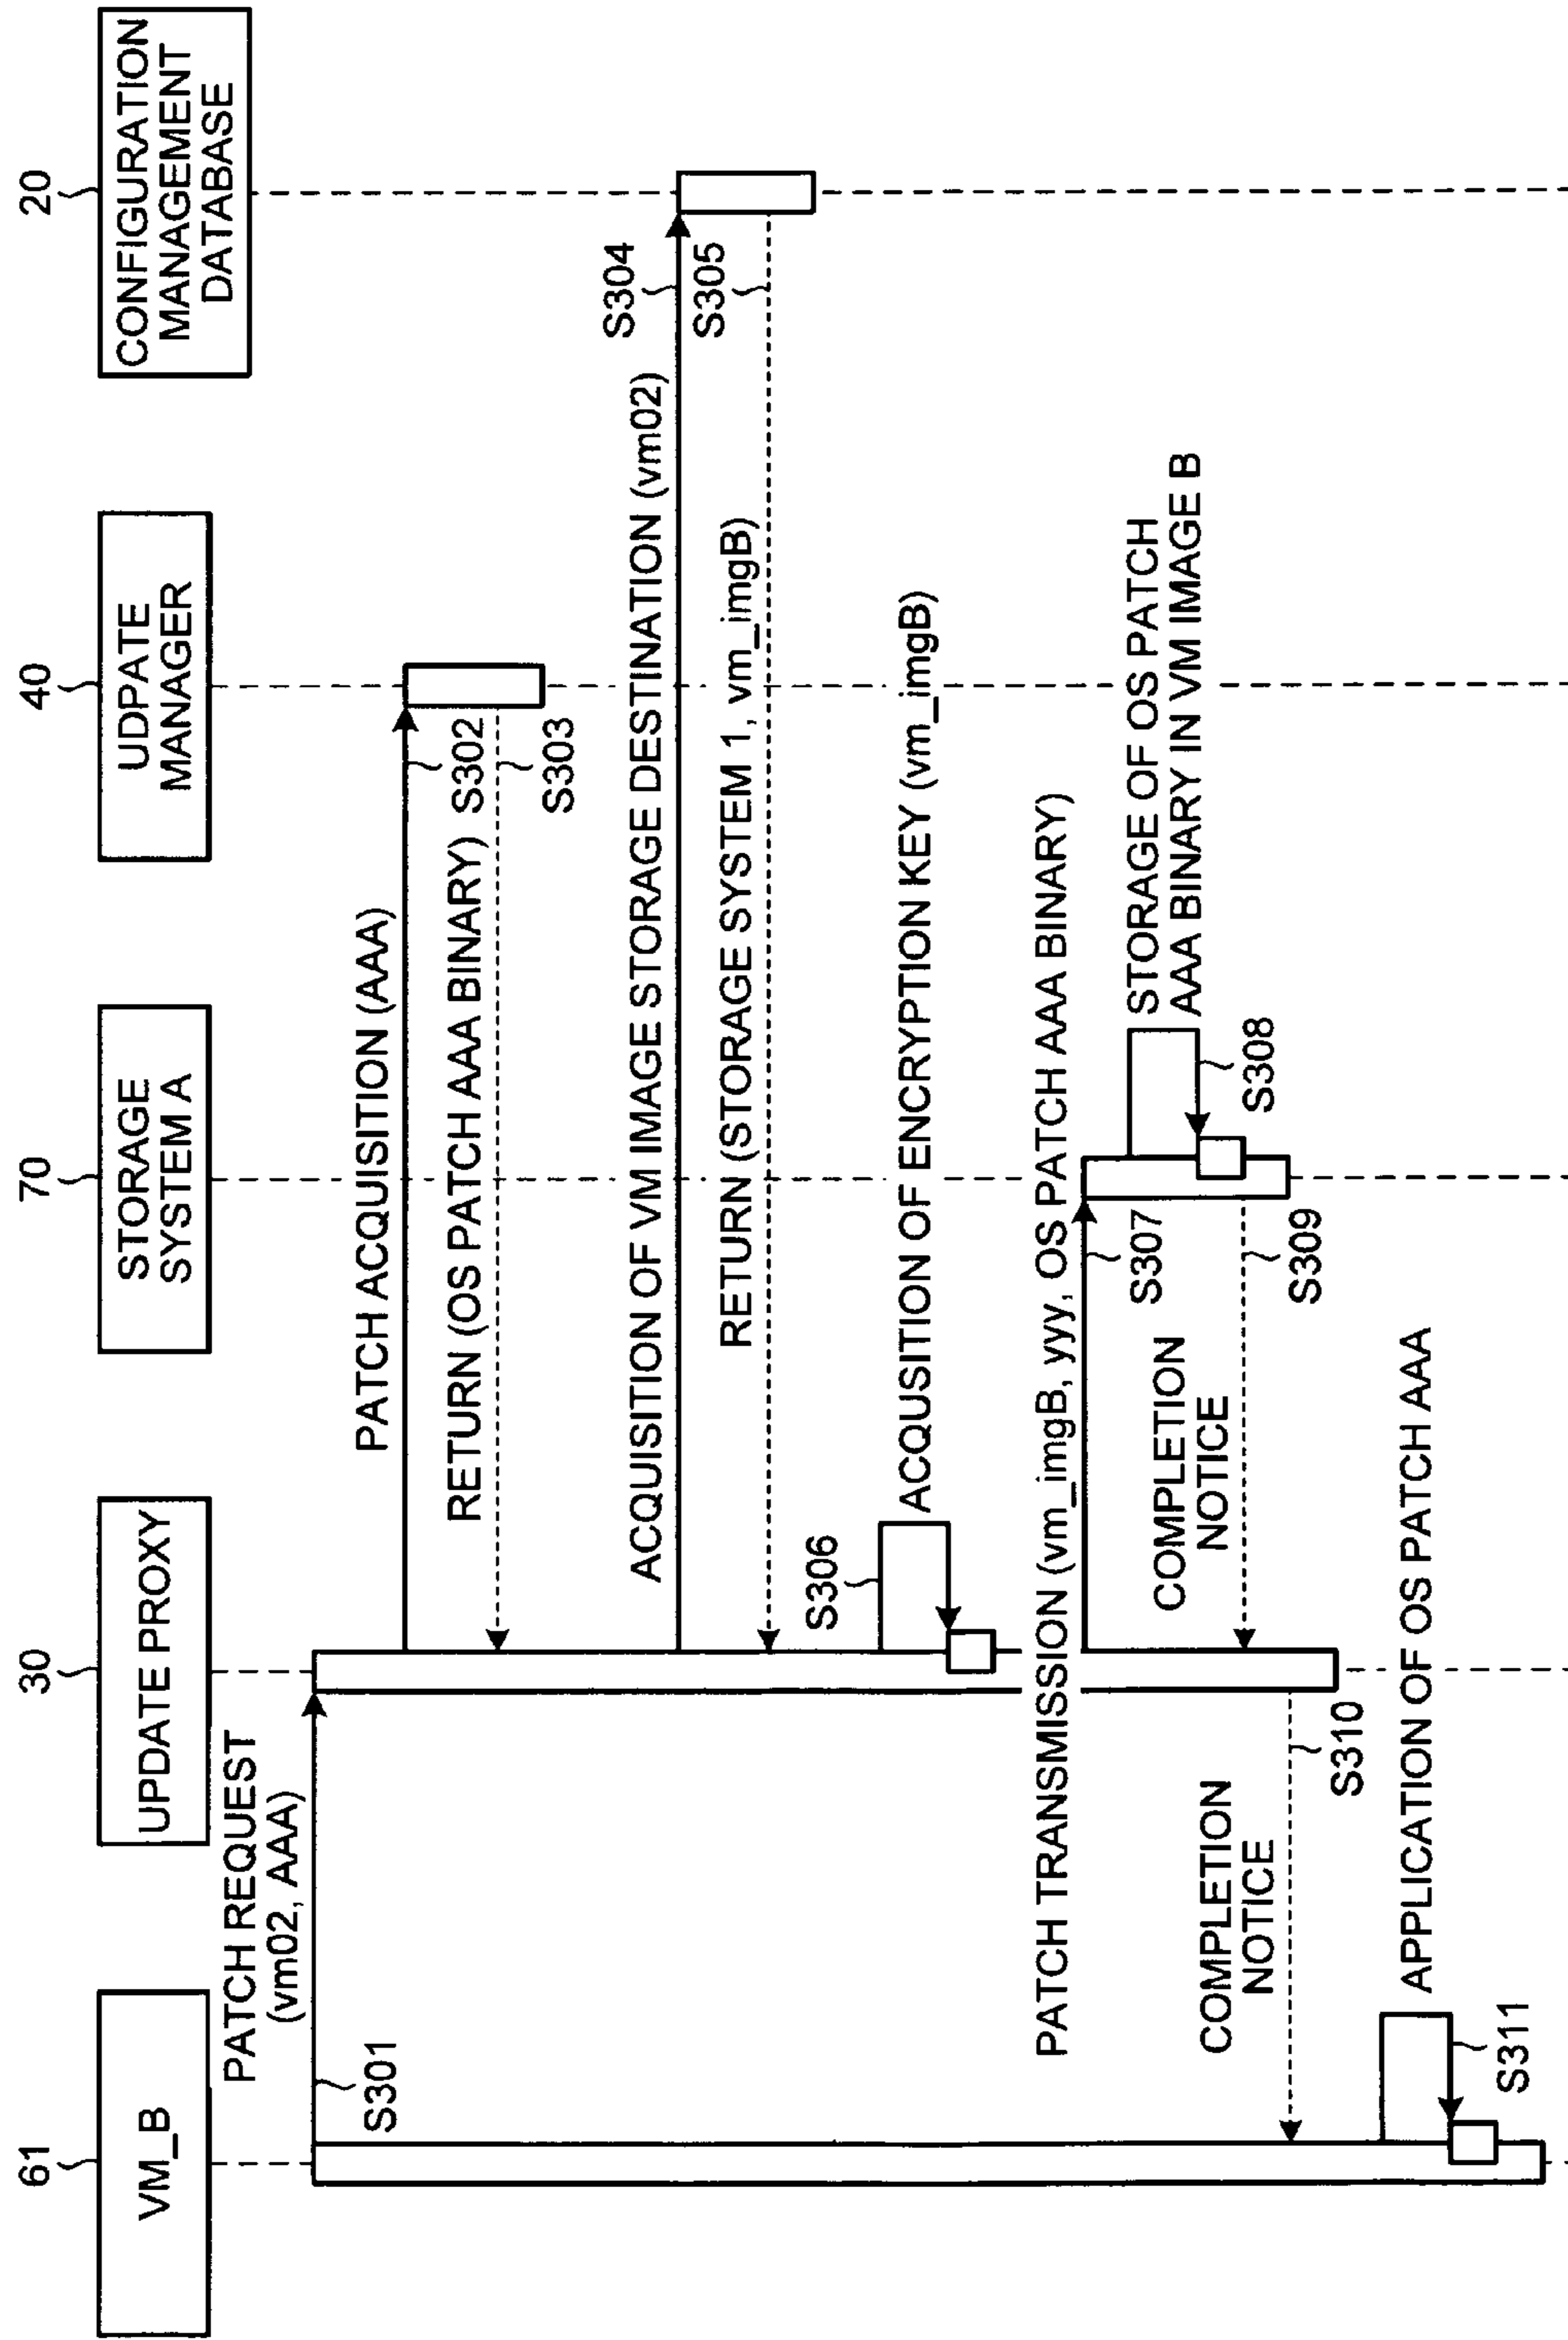 61
VM_B
30
UPDATE PROXY
70
STORAGE
SYSTEM A
40
UDPATE
MANAGER
20
CONFIGURATION
MANAGEMENT
DATABASE
PATCH REQUEST
(vm02, AAA)
S301
PATCH ACQUISITION (AAA)
S302
RETURN (OS PATCH AAA BINARY)
S303
ACQUISITION OF VM IMAGE STORAGE DESTINATION (vm02)
S304
RETURN (STORAGE SYSTEM 1, vm_imgB)
S305
S306
ACQUSITION OF ENCRYPTION KEY (vm_imgB)
PATCH TRANSMISSION (vm_imgB, yyy, OS PATCH AAA BINARY)
S307
STORAGE OF OS PATCH
AAA BINARY IN VM IMAGE B
S308
COMPLETION
NOTICE
S309
COMPLETION
NOTICE
S310
APPLICATION OF OS PATCH AAA
S311